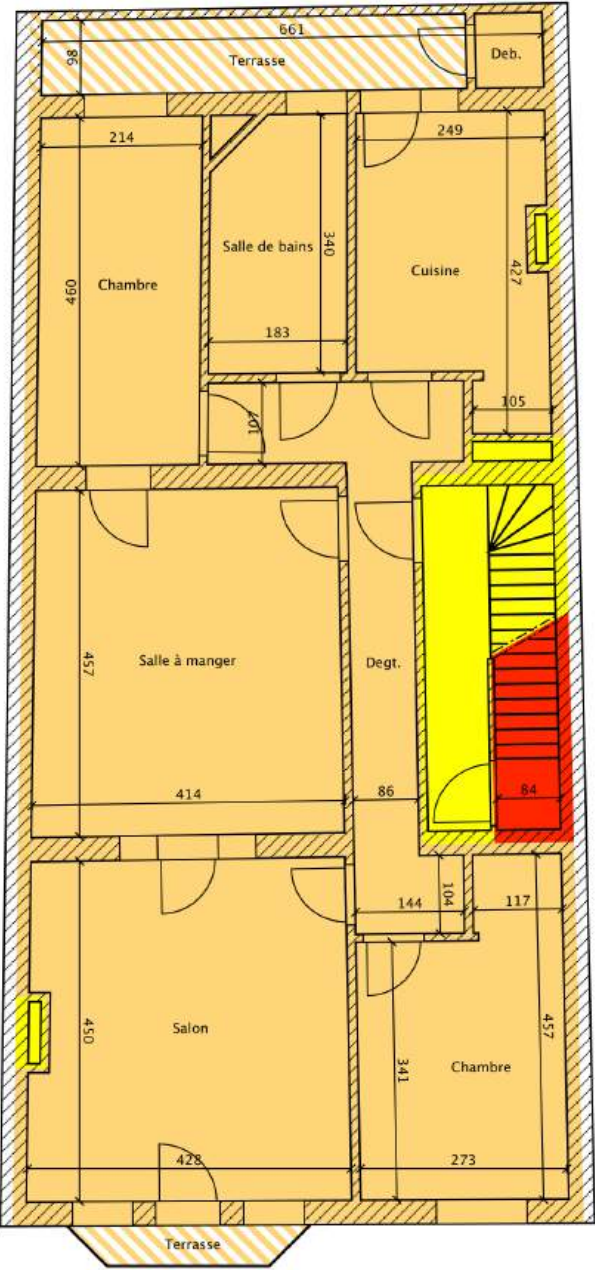 661
98
Terrasse
Deb.
214
249
340
Salle de bains
427
460
Chambre
Cuisine
183
107
105
457
Salle à manger
Degt.
414
86
84
104
144
117
450
Salon
457
341
Chambre
428
273
Terrasse